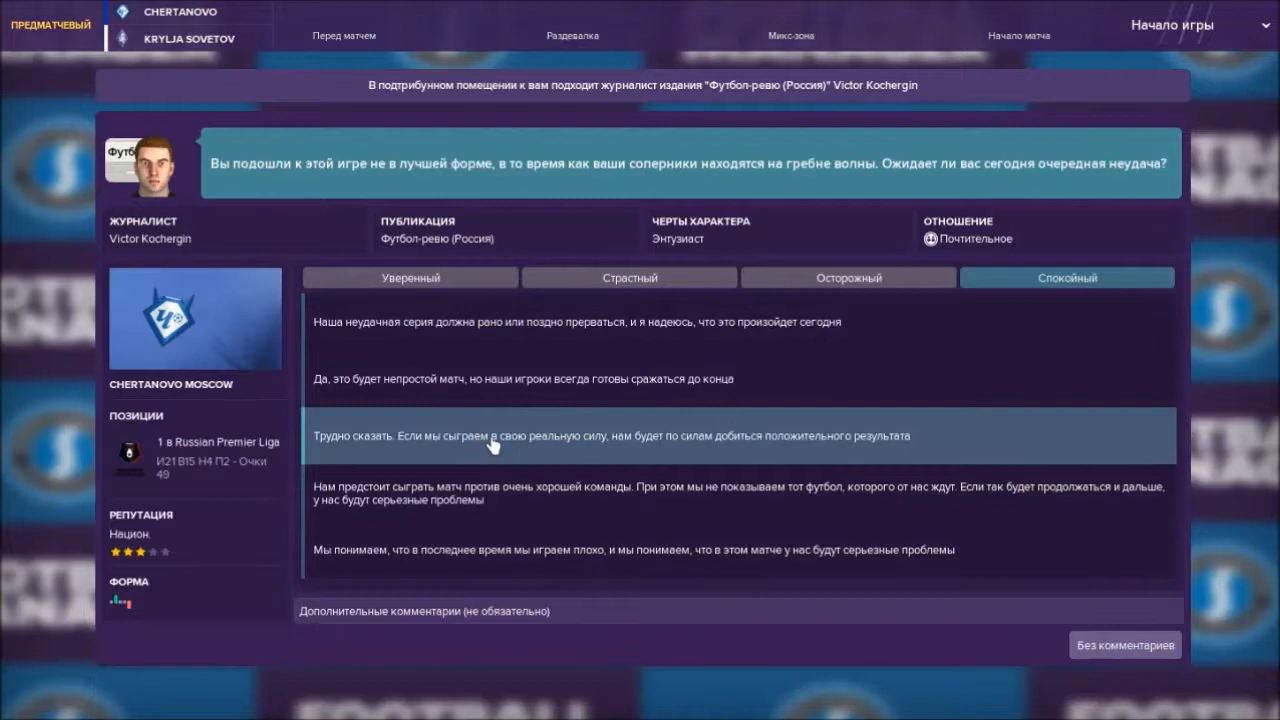 ПРЕДМАТЧЕВЫЙ
CHERTANOVO
KRYLJA SOVETOV
Перед матчем
Раздевалка
Микс-зона
Начало матча
Начало игры
В подтрибунном помещении к вам подходит журналист издания "Футбол-ревю (Россия)" Victor Kochergin
Футб
Вы подошли к этой игре не в лучшей форме, в то время как ваши соперники находятся на гребне волны. Ожидает ли вас сегодня очередная неудача?
ЖУРНАЛИСТ
Victor Kochergin
ПУБЛИКАЦИЯ
Футбол-ревю (Россия)
ЧЕРТЫ ХАРАКТЕРА
Энтузиаст
ОТНОШЕНИЕ
Почтительное
Уверенный
Страстный
Осторожный
Спокойный
Наша неудачная серия должна рано или поздно прерваться, и я надеюсь, что это произойдет сегодня
Да, это будет непростой матч, но наши игроки всегда готовы сражаться до конца
Трудно сказать. Если мы сыграем в свою реальную силу, нам будет по силам добиться положительного результата
Нам предстоит сыграть матч против очень хорошей команды. При этом мы не показываем тот футбол, которого от нас ждут. Если так будет продолжаться и дальше,
у нас будут серьезные проблемы
Мы понимаем, что в последнее время мы играем плохо, и мы понимаем, что в этом матче у нас будут серьезные проблемы
CHERTANOVO MOSCOW
ПОЗИЦИИ
1 в Russian Premier Liga
И21 В15 Н4 П2 - Очки
49
РЕПУТАЦИЯ
Национ.
ФОРМА
Дополнительные комментарии (не обязательно)
Без комментариев